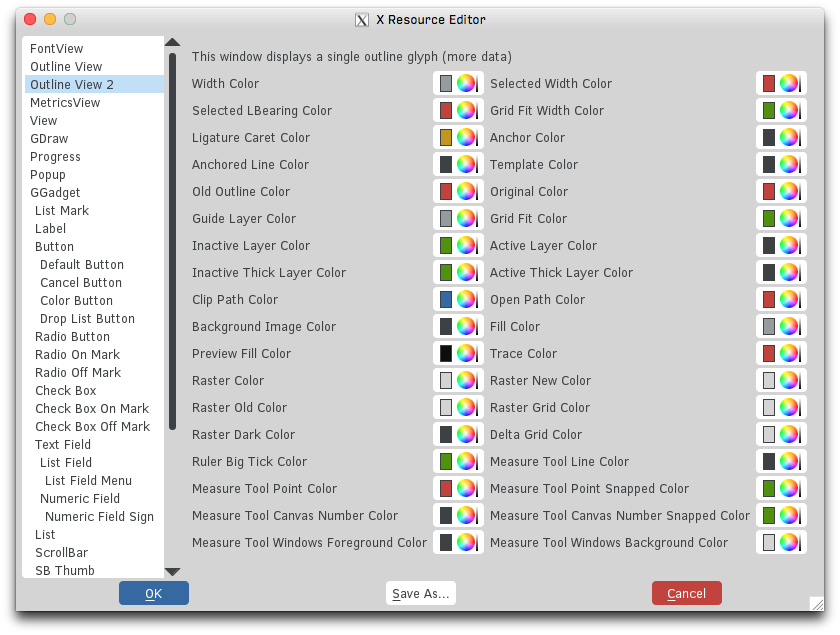 X Resource Editor
FontView
Outline View
Outline View 2
MetricsView
View
GDraw
Progress
Popup
GGadget
List Mark
Label
Button
Default Button
Cancel Button
Color Button
Drop List Button
Radio Button
Radio On Mark
Radio Off Mark
Check Box
Check Box On Mark
Check Box Off Mark
Text Field
List Field
List Field Menu
Numeric Field
Numeric Field Sign
List
ScrollBar
SB Thumb
This window displays a single outline glyph (more data)
Width Color Selected Width Color
Selected LBearing Color Grid Fit Width Color
Ligature Caret Color Anchor Color
Anchored Line Color Template Color
Old Outline Color Original Color
Guide Layer Color Grid Fit Color
Inactive Layer Color Active Layer Color
Inactive Thick Layer Color Active Thick Layer Color
Clip Path Color Open Path Color
Background Image Color Fill Color
Preview Fill Color Trace Color
Raster Color Raster New Color
Raster Old Color Raster Grid Color
Raster Dark Color Delta Grid Color
Ruler Big Tick Color Measure Tool Line Color
Measure Tool Point Color Measure Tool Point Snapped Color
Measure Tool Canvas Number Color Measure Tool Canvas Number Snapped Color
Measure Tool Windows Foreground Color Measure Tool Windows Background Color
OK Save As... Cancel